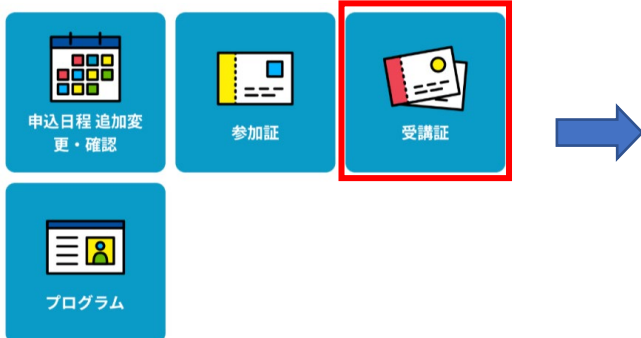 申込日程 追加変
更・確認
参加証
受講証
プログラム